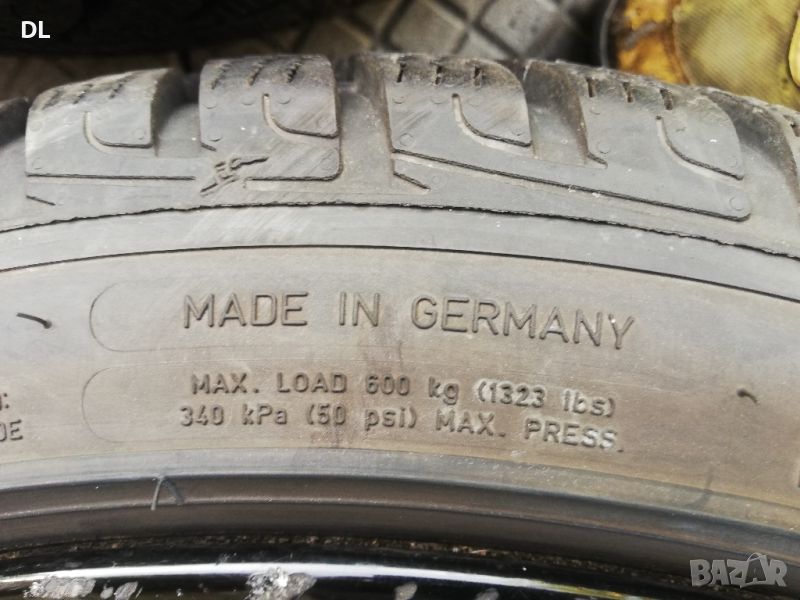 DL
MADE IN GERMANY
MAX. LOAD 600 kg (1323 lbs)
340 kPa (50 psi) MAX. PRESS.
BAZAR